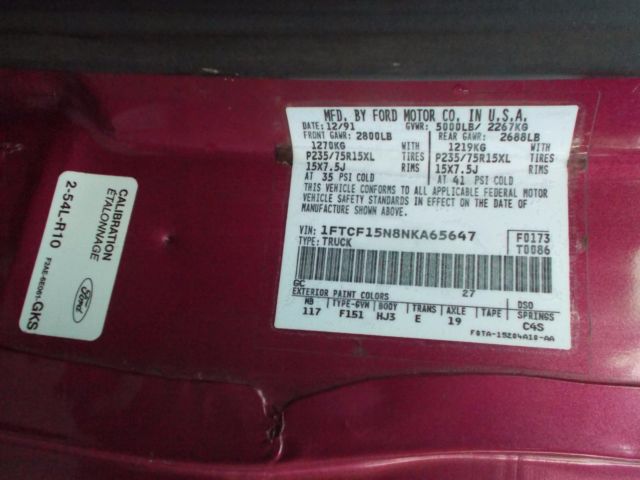 MFD. BY FORD MOTOR CO. IN U.S.A.
DATE: 12/91 GVWR: 5000LB/ 2267KG
FRONT GAWR: 2800LB REAR GAWR: 2688LB
1270KG WITH 1219KG WITH
P235/75R15XL TIRES P235/75R15XL TIRES
15X7.5J RIMS 15X7.5J RIMS
AT 35 PSI COLD AT 41 PSI COLD
THIS VEHICLE CONFORMS TO ALL APPLICABLE FEDERAL MOTOR
VEHICLE SAFETY STANDARDS IN EFFECT ON THE DATE OF
MANUFACTURE SHOWN ABOVE.
VIN: 1FTCF15N8NKA65647 F0173
TYPE: TRUCK T0086
GC 27
EXTERIOR PAINT COLORS DSO
WB TYPE-GVW BODY TRANS AXLE TAPE SPRINGS
117 F151 HJ3 E 19 C4S
CALIBRATION
ETALONNAGE
2-54L-R10
Ford
GKS